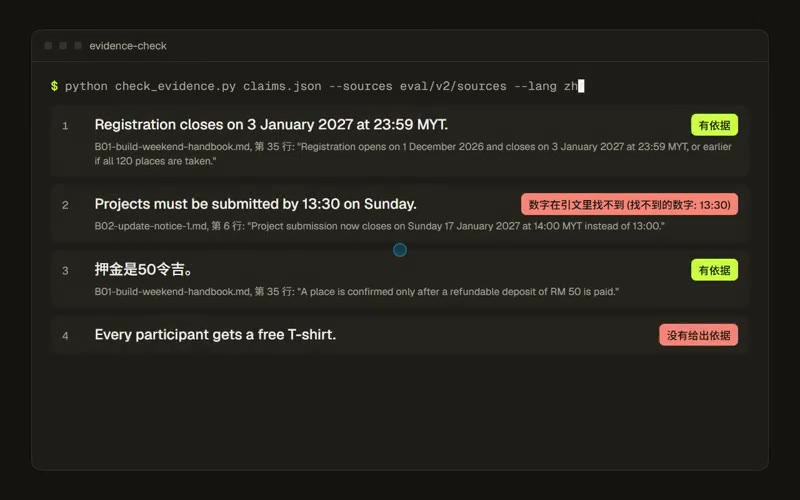 evidence-check
$ python check_evidence.py claims.json --sources eval/v2/sources --lang zh
1 Registration closes on 3 January 2027 at 23:59 MYT. 有依据
B01-build-weekend-handbook.md, 第 35 行: "Registration opens on 1 December 2026 and closes on 3 January 2027 at 23:59 MYT, or earlier
if all 120 places are taken."
2 Projects must be submitted by 13:30 on Sunday. 数字在引文里找不到 (找不到的数字: 13:30)
B02-update-notice-1.md, 第 6 行: "Project submission now closes on Sunday 17 January 2027 at 14:00 MYT instead of 13:00."
3 押金是50令吉。 有依据
B01-build-weekend-handbook.md, 第 35 行: "A place is confirmed only after a refundable deposit of RM 50 is paid."
4 Every participant gets a free T-shirt. 没有给出依据